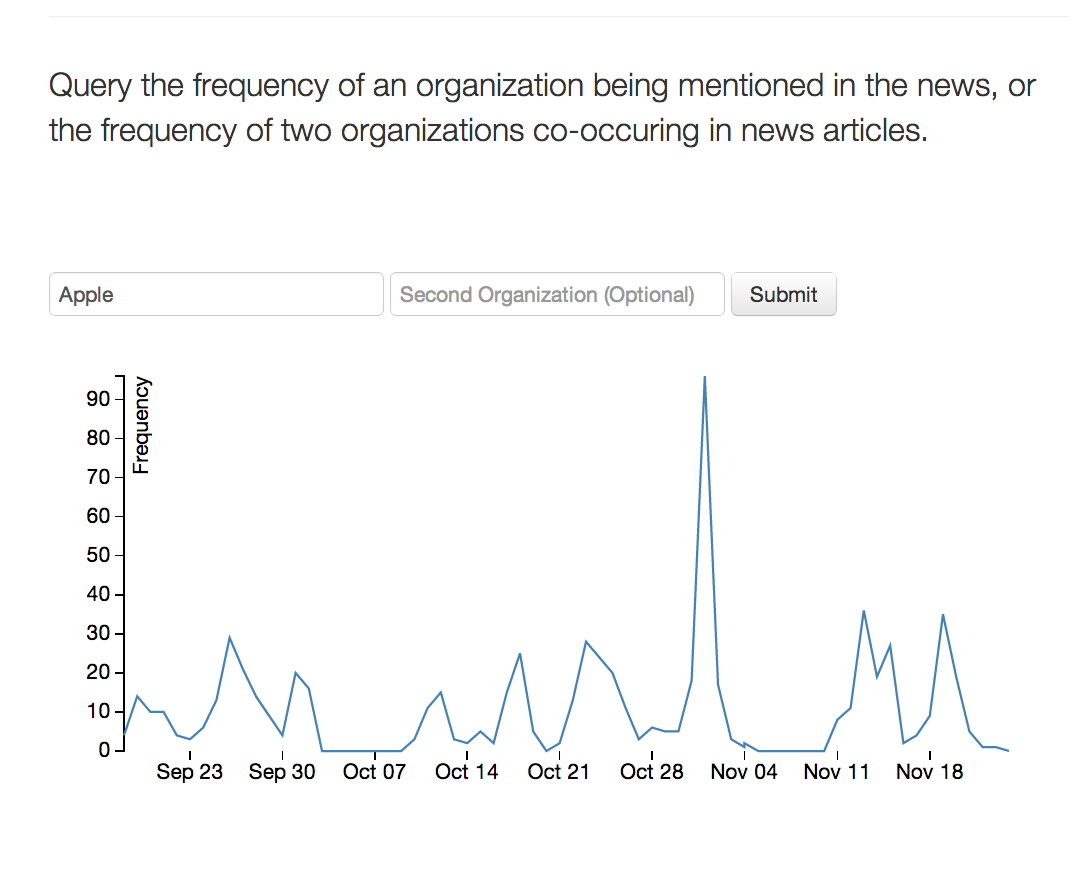 Query the frequency of an organization being mentioned in the news, or
the frequency of two organizations co-occuring in news articles.
Apple
Second Organization (Optional)
Submit
Frequency
90
80
70
60
50
40
30
20
10
0
Sep 23 Sep 30 Oct 07 Oct 14 Oct 21 Oct 28 Nov 04 Nov 11 Nov 18